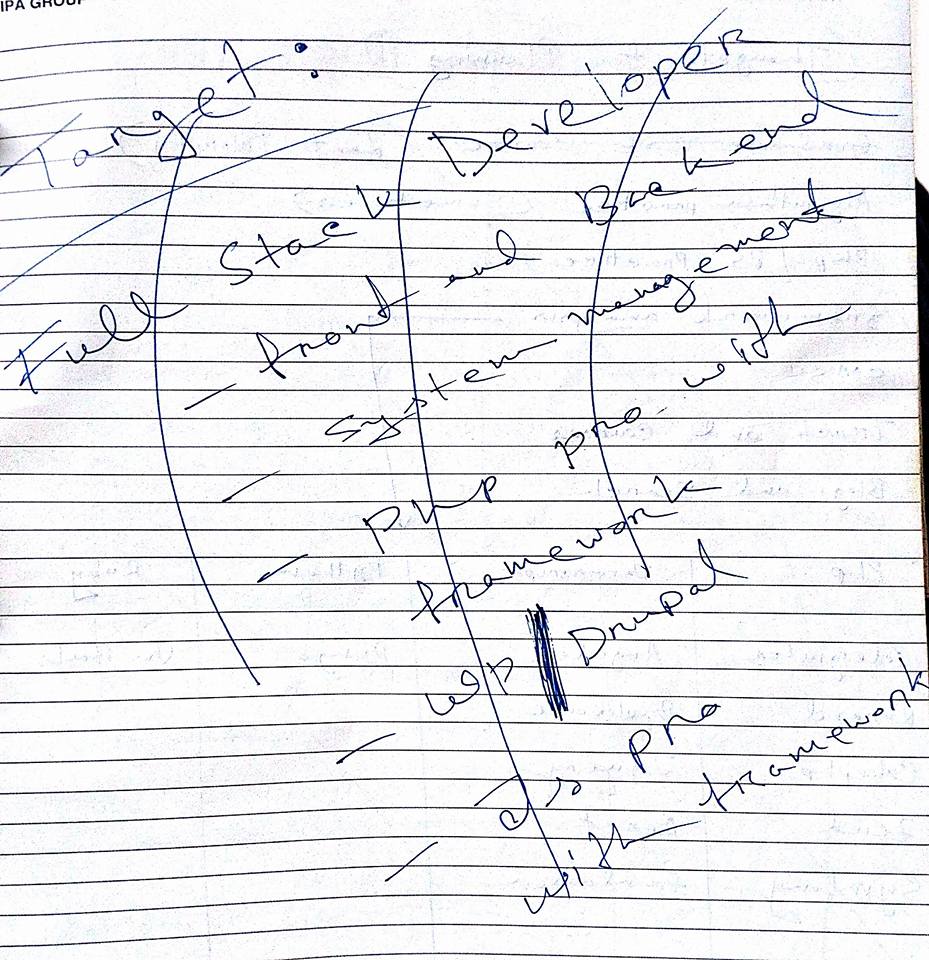 IPA GROUP
Target:
Full Stack Developer
- front and Backend
- System management
- PHP pro- with
framework
- WP | Drupal
- Js pro
with framework